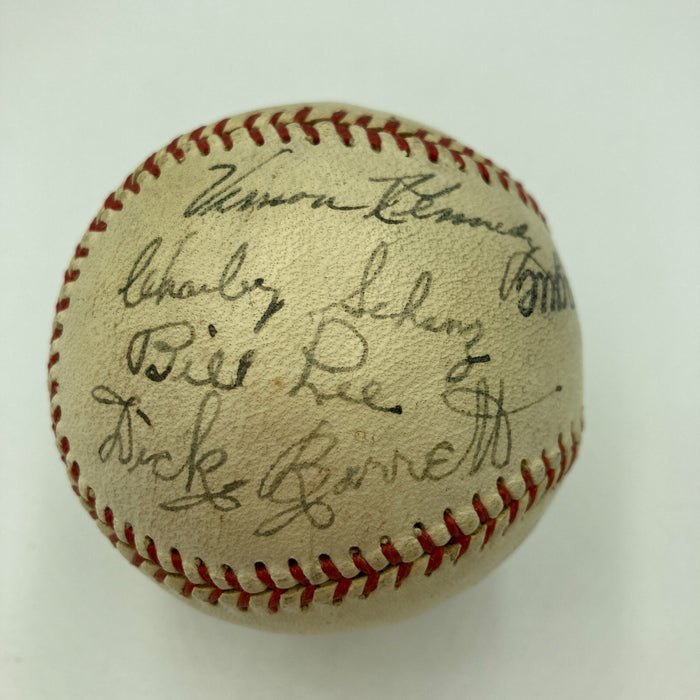 Vernon Kennedy
Charley Schanz
Bill Lee
Dick Barrett